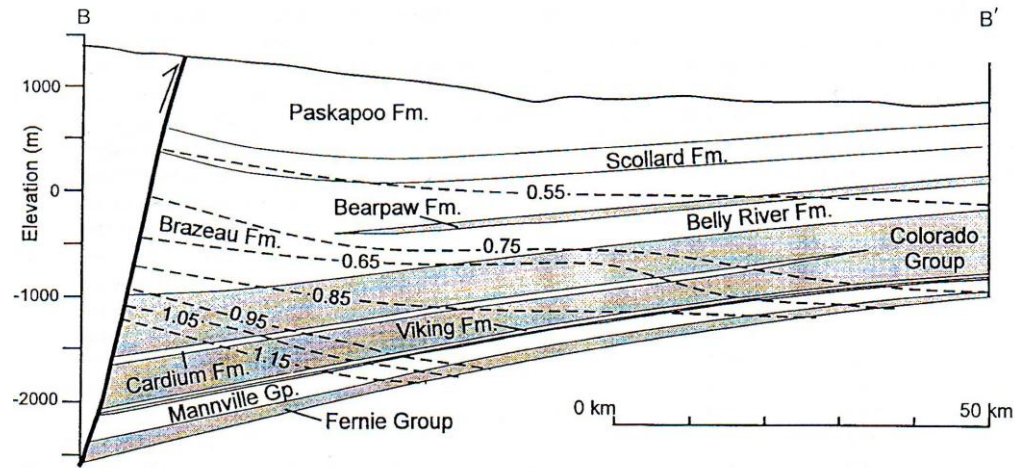 B
B′
1000
0
-1000
-2000
Elevation (m)
Paskapoo Fm.
Scollard Fm.
0.55
Bearpaw Fm.
Belly River Fm.
Brazeau Fm.
0.75
0.65
Colorado
Group
0.85
0.95
1.05
Viking Fm.
1.15
Cardium Fm.
Mannville Gp.
Fernie Group
0 km
50 km